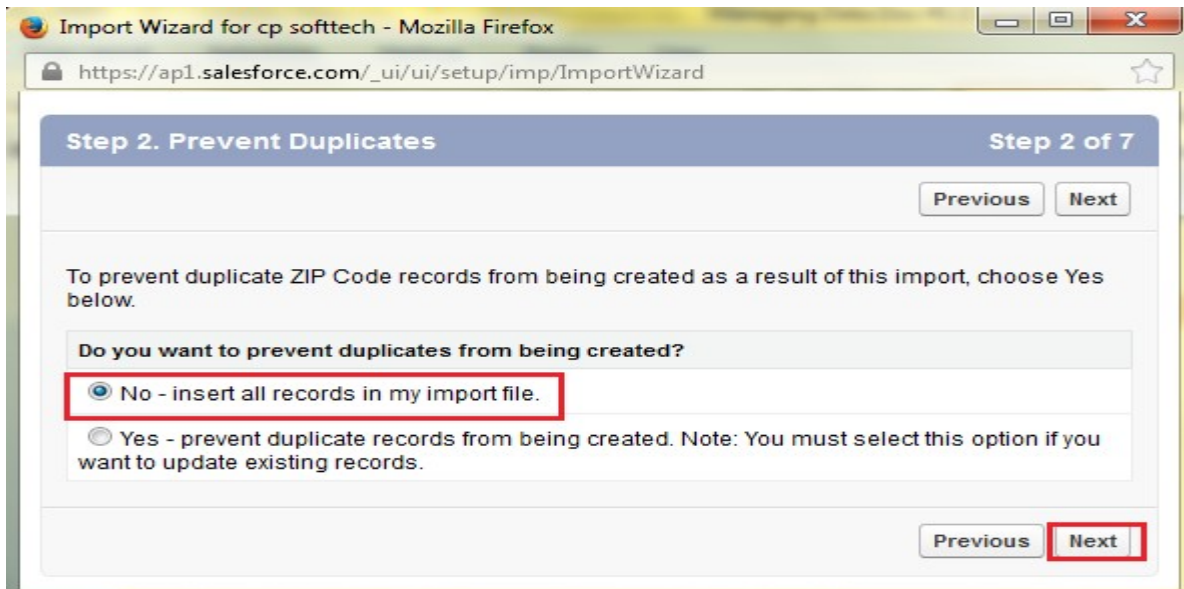 Import Wizard for cp softtech - Mozilla Firefox
https://ap1.salesforce.com/_ui/ui/setup/imp/ImportWizard
Step 2. Prevent Duplicates Step 2 of 7
Previous Next
To prevent duplicate ZIP Code records from being created as a result of this import, choose Yes
below.
Do you want to prevent duplicates from being created?
No - insert all records in my import file.
Yes - prevent duplicate records from being created. Note: You must select this option if you
want to update existing records.
Previous Next